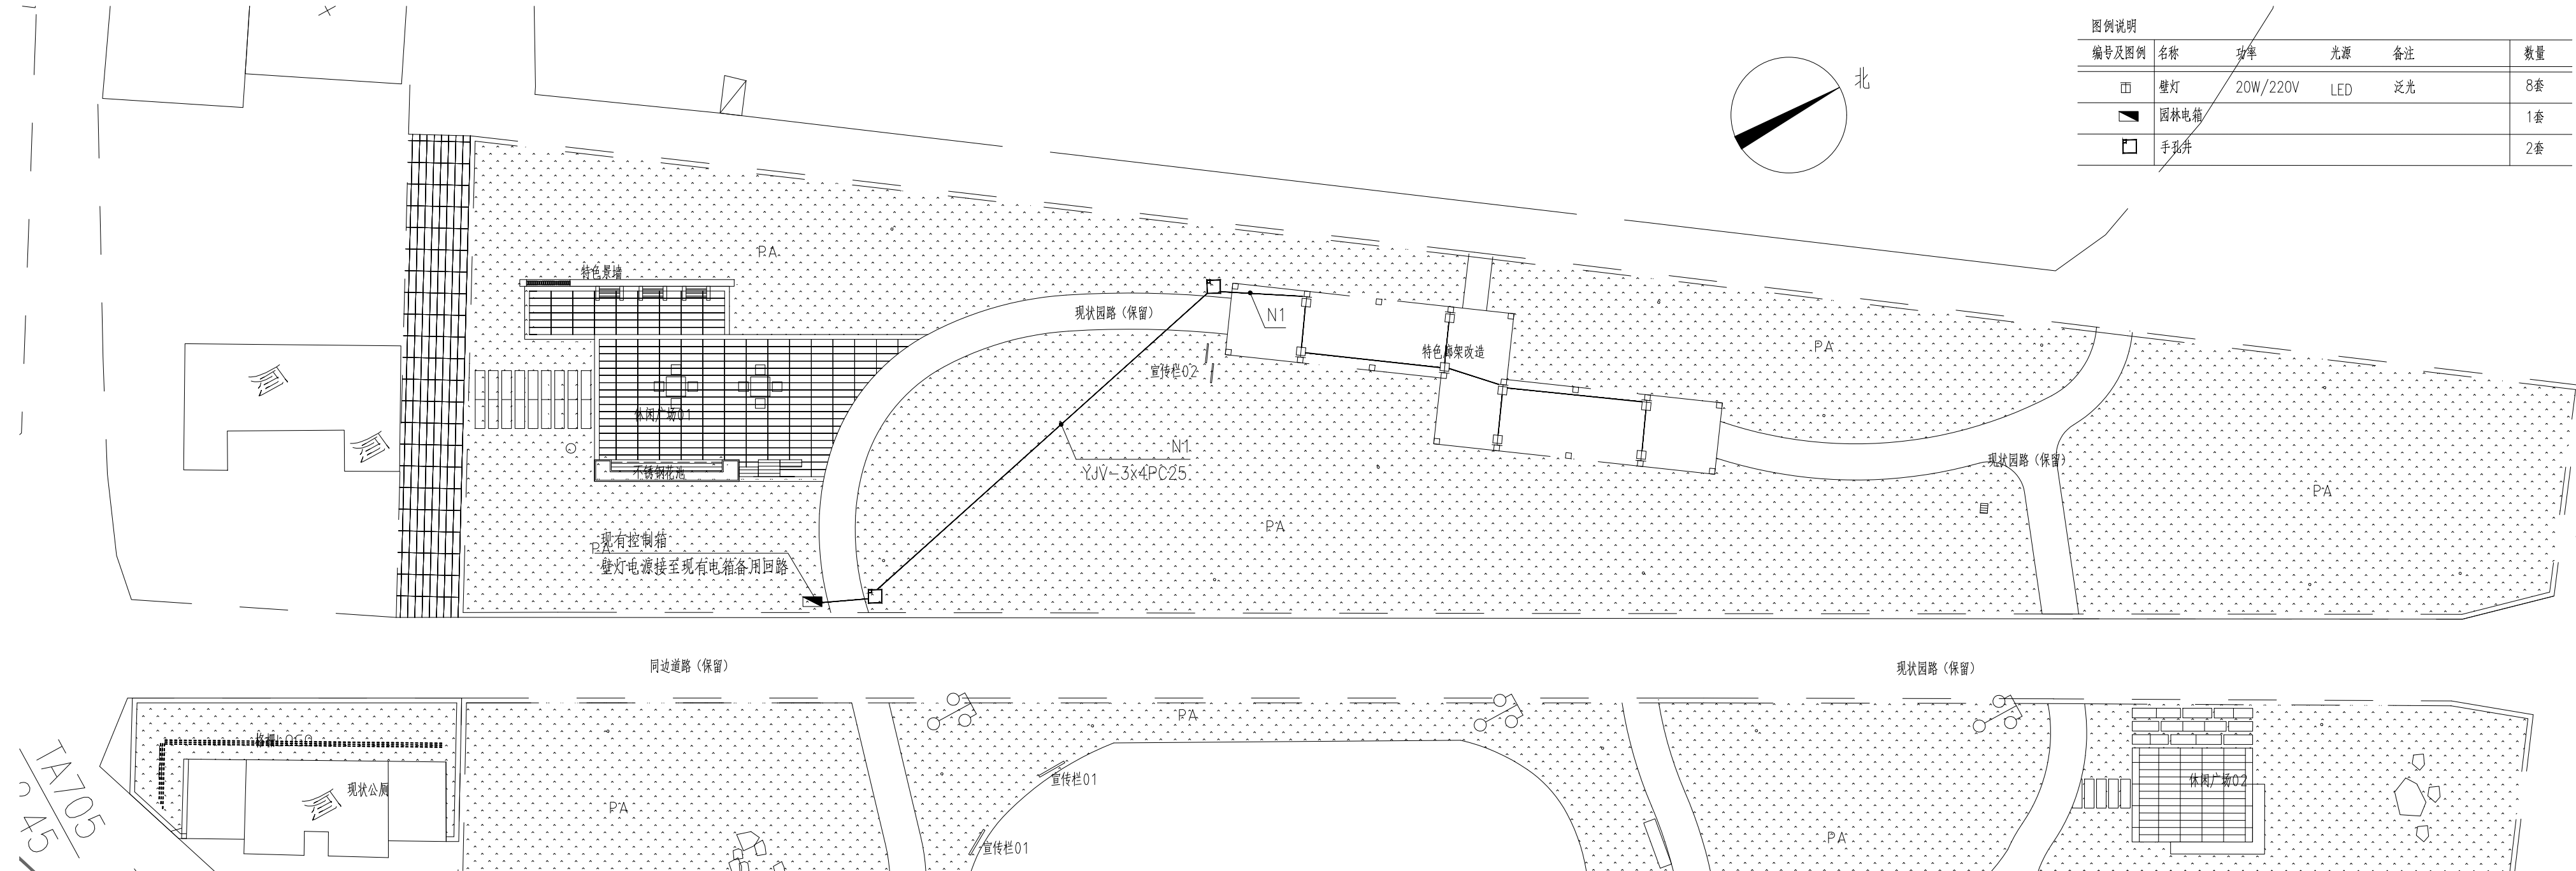 图例说明
编号及图例 名称 功率 光源 备注 数量
壁灯 20W/220V LED 泛光 8套
园林电箱 1套
手孔井 2套
北
PA
特色景墙
现状园路（保留）
N1
特色廊架改造
PA
宣传栏02
休闲广场01
N1
YJV-3x4PC25
不锈钢花池
现状园路（保留）
PA
PA
PA
现有控制箱
壁灯电源接至现有电箱备用回路
厕
厕
同边道路（保留）
现状园路（保留）
PA
格栅
现状公厕
厕
宣传栏01
休闲广场02
PA
PA
宣传栏01
TA705
45